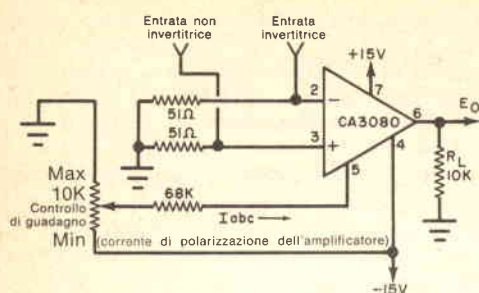 Entrata non
invertitrice
Entrata
invertitrice
+15V
51Ω
2
7
CA3080
6
EO
51Ω
3
4
5
RL
10K
Max
10K
Controllo
di guadagno
Min
68K
Iabc
(corrente di polarizzazione dell'amplificatore)
-15V